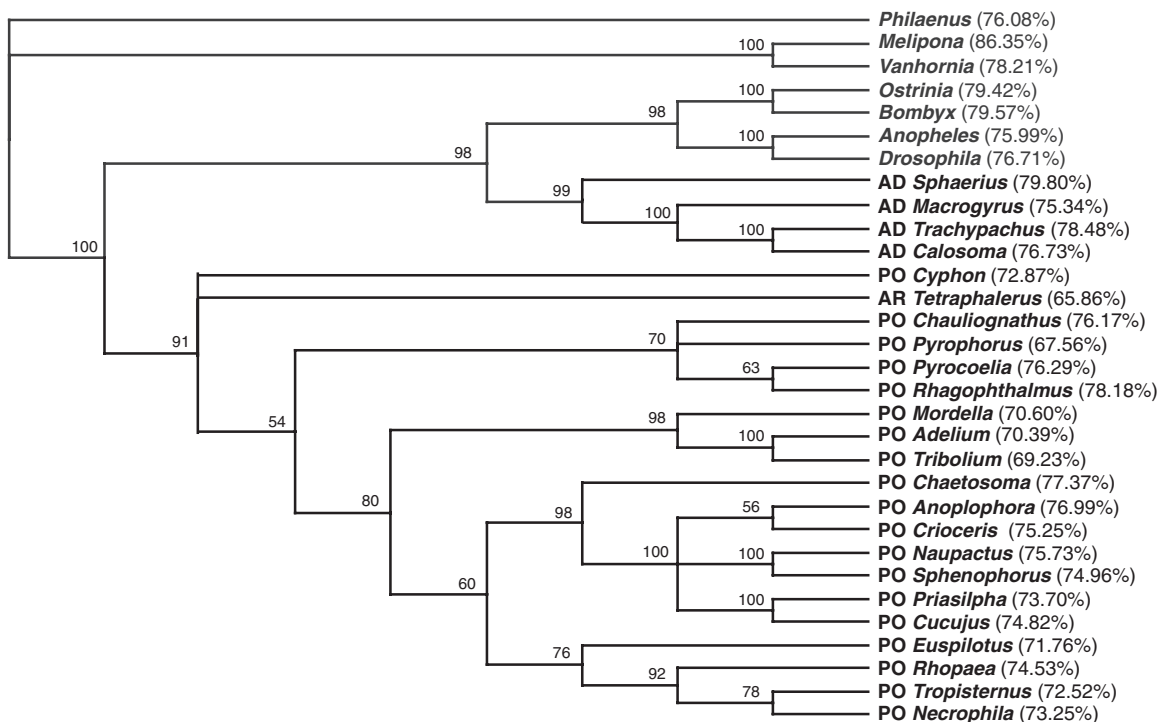 Philaenus (76.08%)
100 Melipona (86.35%)
Vanhornia (78.21%)
100 Ostrinia (79.42%)
98 Bombyx (79.57%)
100 Anopheles (75.99%)
98 Drosophila (76.71%)
99 AD Sphaerius (79.80%)
100 AD Macrogyrus (75.34%)
100 AD Trachypachus (78.48%)
100 AD Calosoma (76.73%)
PO Cyphon (72.87%)
AR Tetraphalerus (65.86%)
PO Chauliognathus (76.17%)
91 70 PO Pyrophorus (67.56%)
63 PO Pyrocoelia (76.29%)
PO Rhagophthalmus (78.18%)
54 98 PO Mordella (70.60%)
100 PO Adelium (70.39%)
PO Tribolium (69.23%)
PO Chaetosoma (77.37%)
80 98 56 PO Anoplophora (76.99%)
PO Crioceris (75.25%)
100 100 PO Naupactus (75.73%)
60 PO Sphenophorus (74.96%)
100 PO Priasilpha (73.70%)
PO Cucujus (74.82%)
76 PO Euspilotus (71.76%)
92 PO Rhopaea (74.53%)
78 PO Tropisternus (72.52%)
PO Necrophila (73.25%)